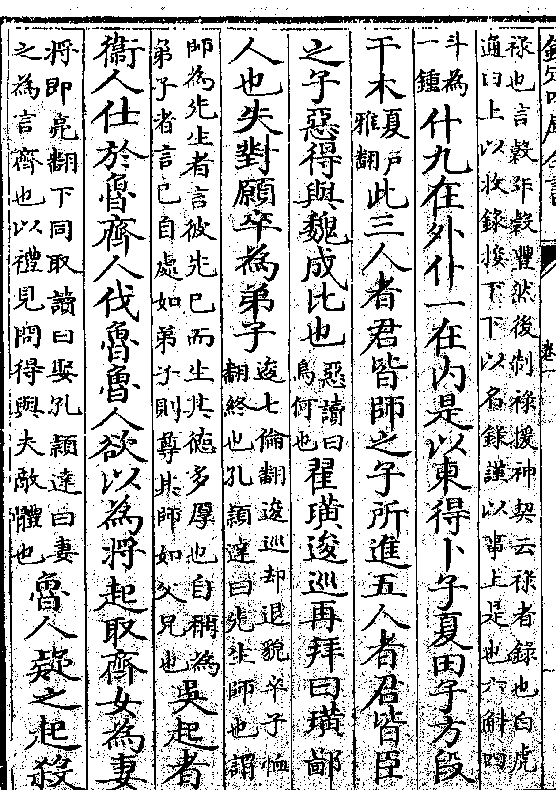 欽定四庫全書
卷一
祿也言穀年穀豐然後制祿援神契云祿者錄也白虎
通曰上以收錄接下下以名錄謹以事上是也六斛四
斗為一鍾什九在外什一在内是以東得卜子夏田子方段
干木夏戶雅翻此三人者君皆師之子所進五人者君皆臣
之子惡得與魏成比也惡讀曰烏何也翟璜逡巡再拜曰璜鄙
人也失對願卒為弟子逡七倫翻逡巡却退貌卒子恤翻終也孔穎達曰先生師也謂
師為先生者言彼先已而生其德多厚也自稱為弟子者言已自處如弟子則尊其師如父兄也吳起者
衞人仕於魯齊人伐魯魯人欲以為將起取齊女為妻
將即亮翻下同取讀曰娶孔穎達曰妻之為言齊也以禮見問得與夫敵體也魯人疑之起殺